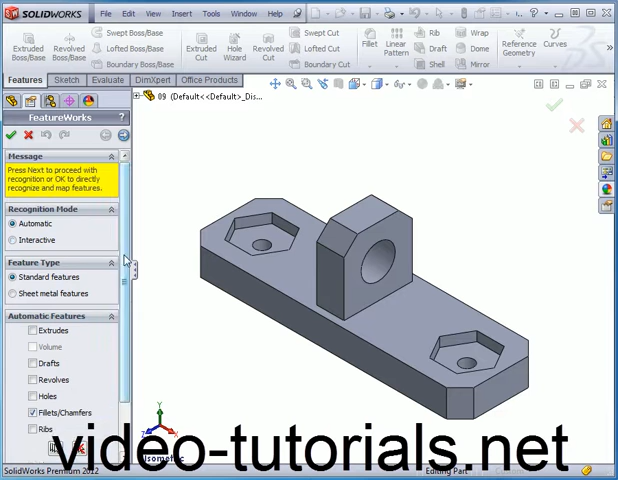 SOLIDWORKS File Edit View Insert Tools Window Help
Extruded Boss/Base Revolved Boss/Base Swept Boss/Base Lofted Boss/Base Boundary Boss/Base Extruded Cut Hole Wizard Revolved Cut Swept Cut Lofted Cut Boundary Cut Fillet Linear Pattern Rib Draft Shell Wrap Dome Mirror Reference Geometry Curves
Features Sketch Evaluate DimXpert Office Products
09 (Default<<Default>_Dis...
FeatureWorks ?
Message
Press Next to proceed with
recognition or OK to directly
recognize and map features.
Recognition Mode
Automatic
Interactive
Feature Type
Standard features
Sheet metal features
Automatic Features
Extrudes
Volume
Drafts
Revolves
Holes
Fillets/Chamfers
Ribs
Y
X
Z
*Isometric
video-tutorials.net
SolidWorks Premium 2012
Editing Part